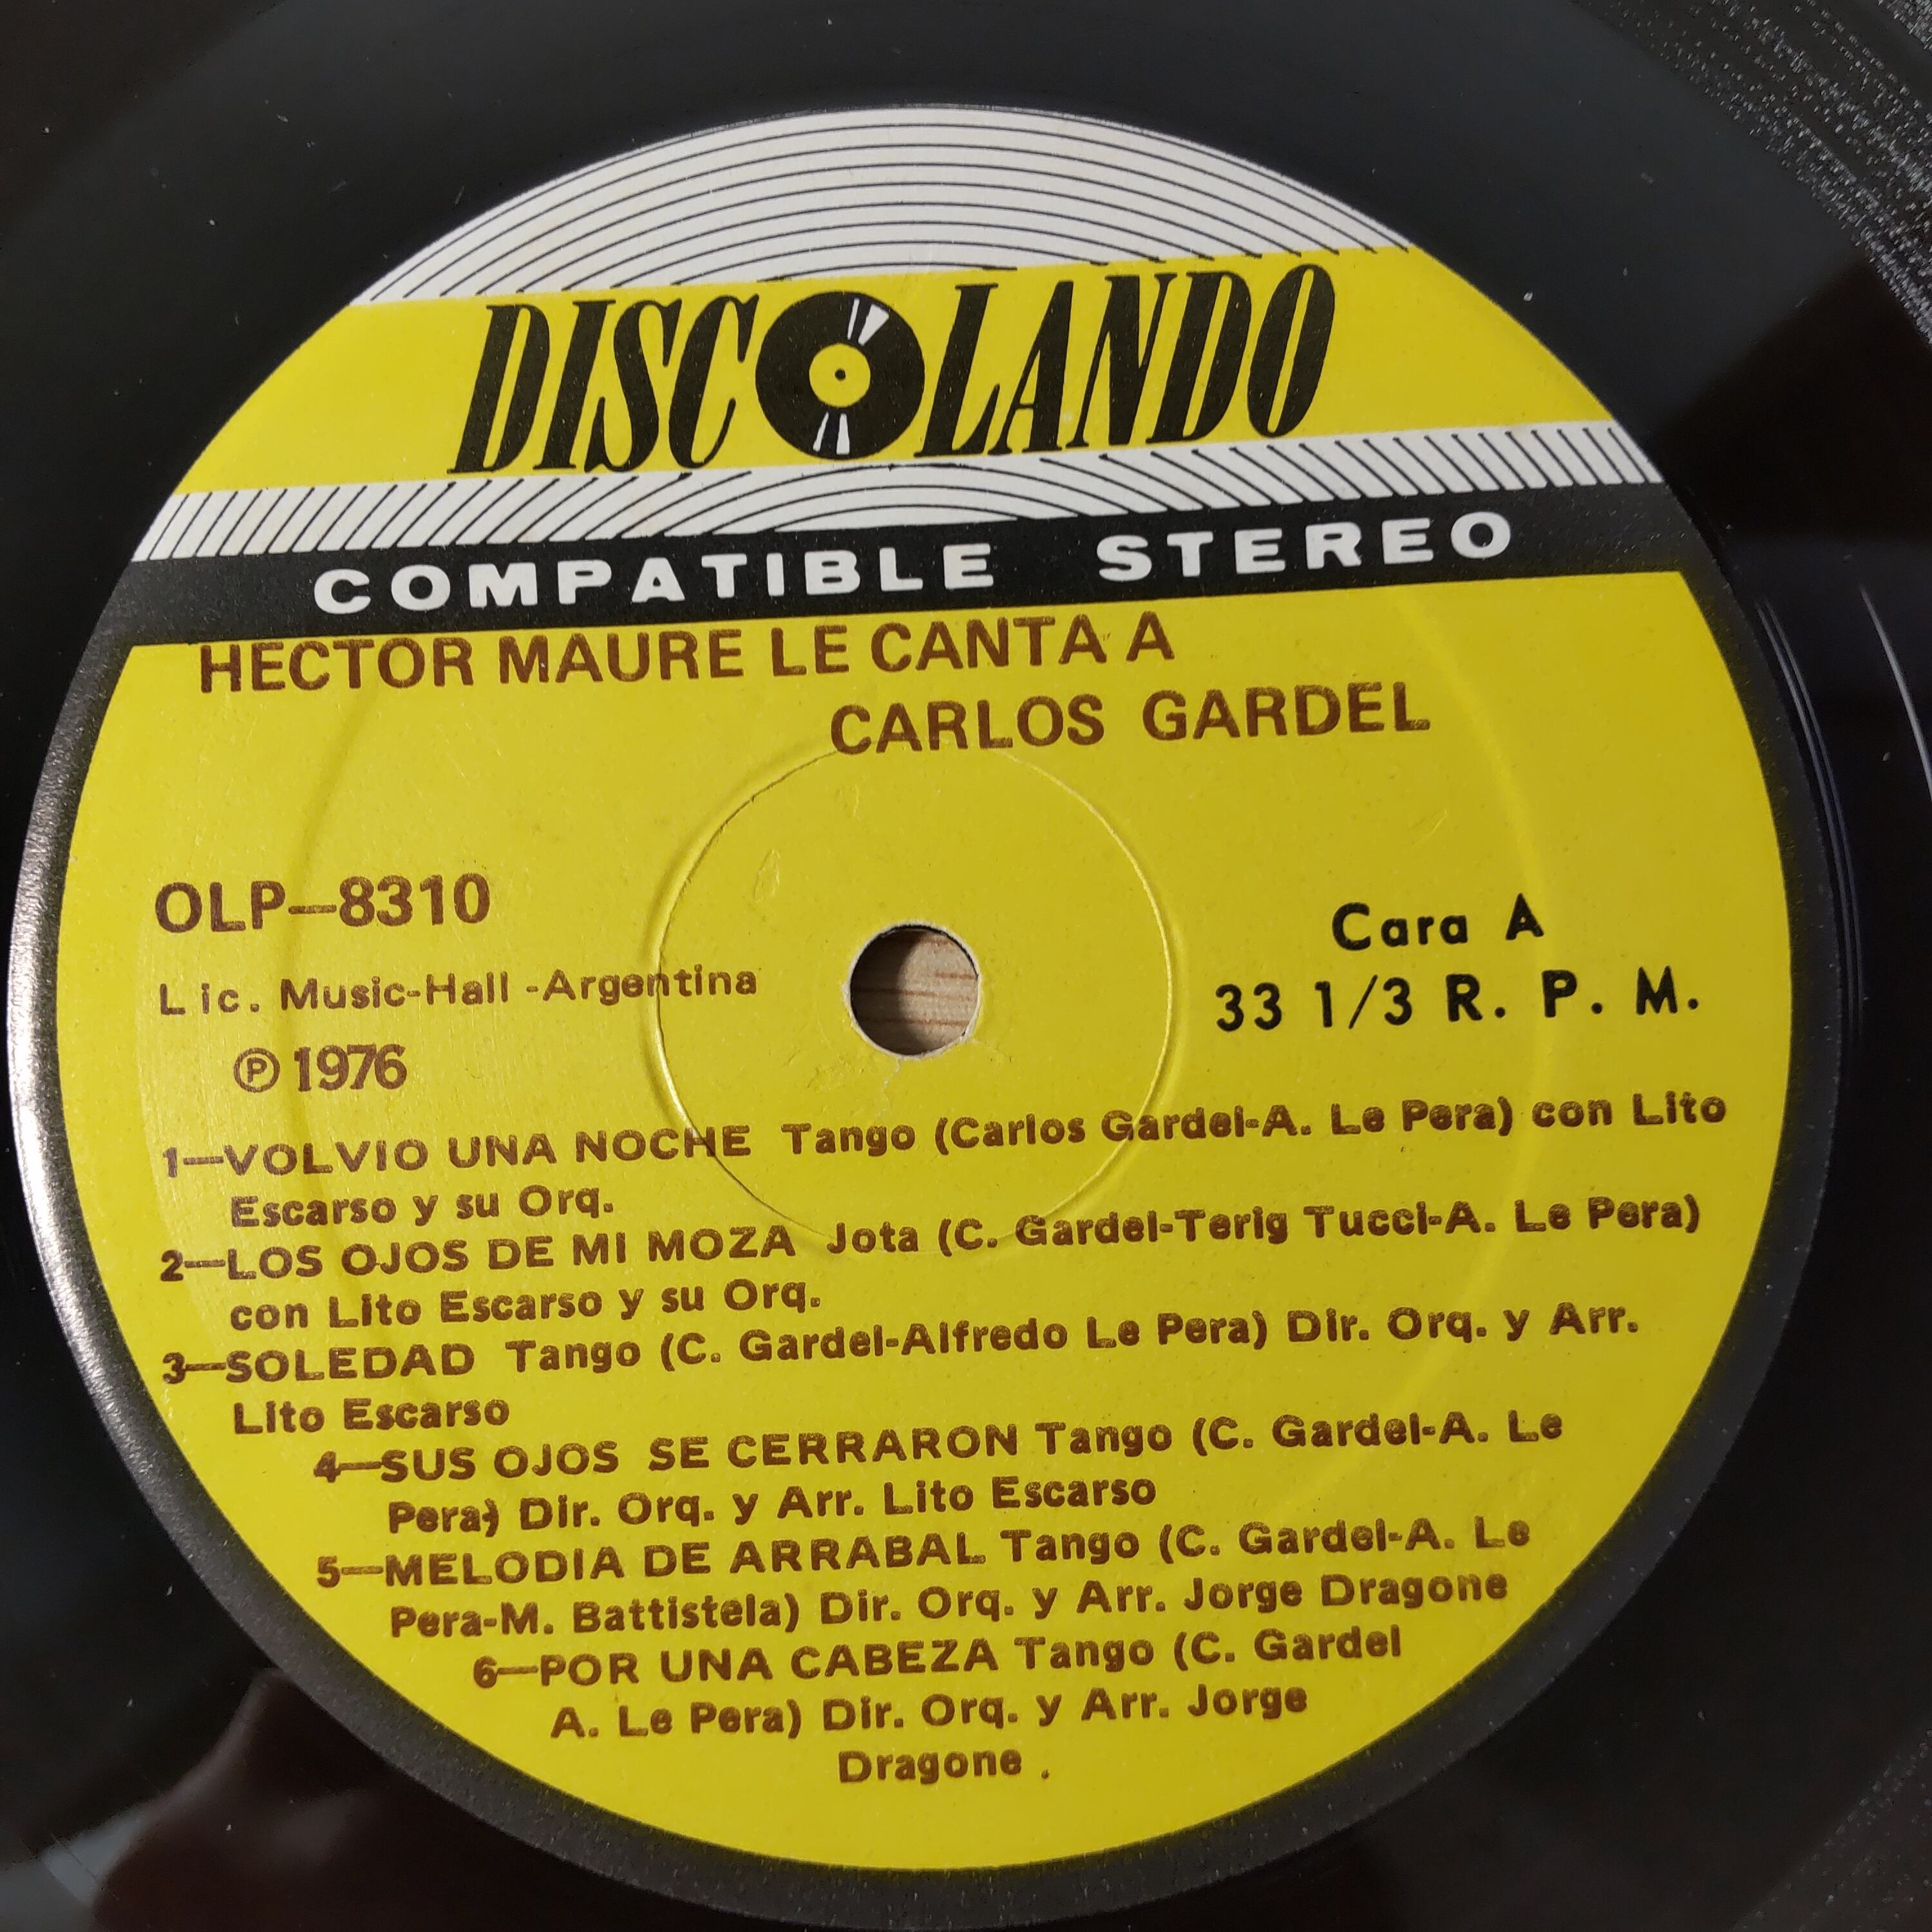 DISCOLANDO
COMPATIBLE STEREO
HECTOR MAURE LE CANTA A
CARLOS GARDEL
OLP—8310
Lic. Music-Hall -Argentina
Ⓟ 1976
Cara A
33 1/3 R. P. M.
1—VOLVIO UNA NOCHE Tango (Carlos Gardel-A. Le Pera) con Lito
Escarso y su Orq.
2—LOS OJOS DE MI MOZA Jota (C. Gardel-Terig Tucci-A. Le Pera)
con Lito Escarso y su Orq.
3—SOLEDAD Tango (C. Gardel-Alfredo Le Pera) Dir. Orq. y Arr.
Lito Escarso
4—SUS OJOS SE CERRARON Tango (C. Gardel-A. Le
Pera) Dir. Orq. y Arr. Lito Escarso
5—MELODIA DE ARRABAL Tango (C. Gardel-A. Le
Pera-M. Battistela) Dir. Orq. y Arr. Jorge Dragone
6—POR UNA CABEZA Tango (C. Gardel
A. Le Pera) Dir. Orq. y Arr. Jorge
Dragone .